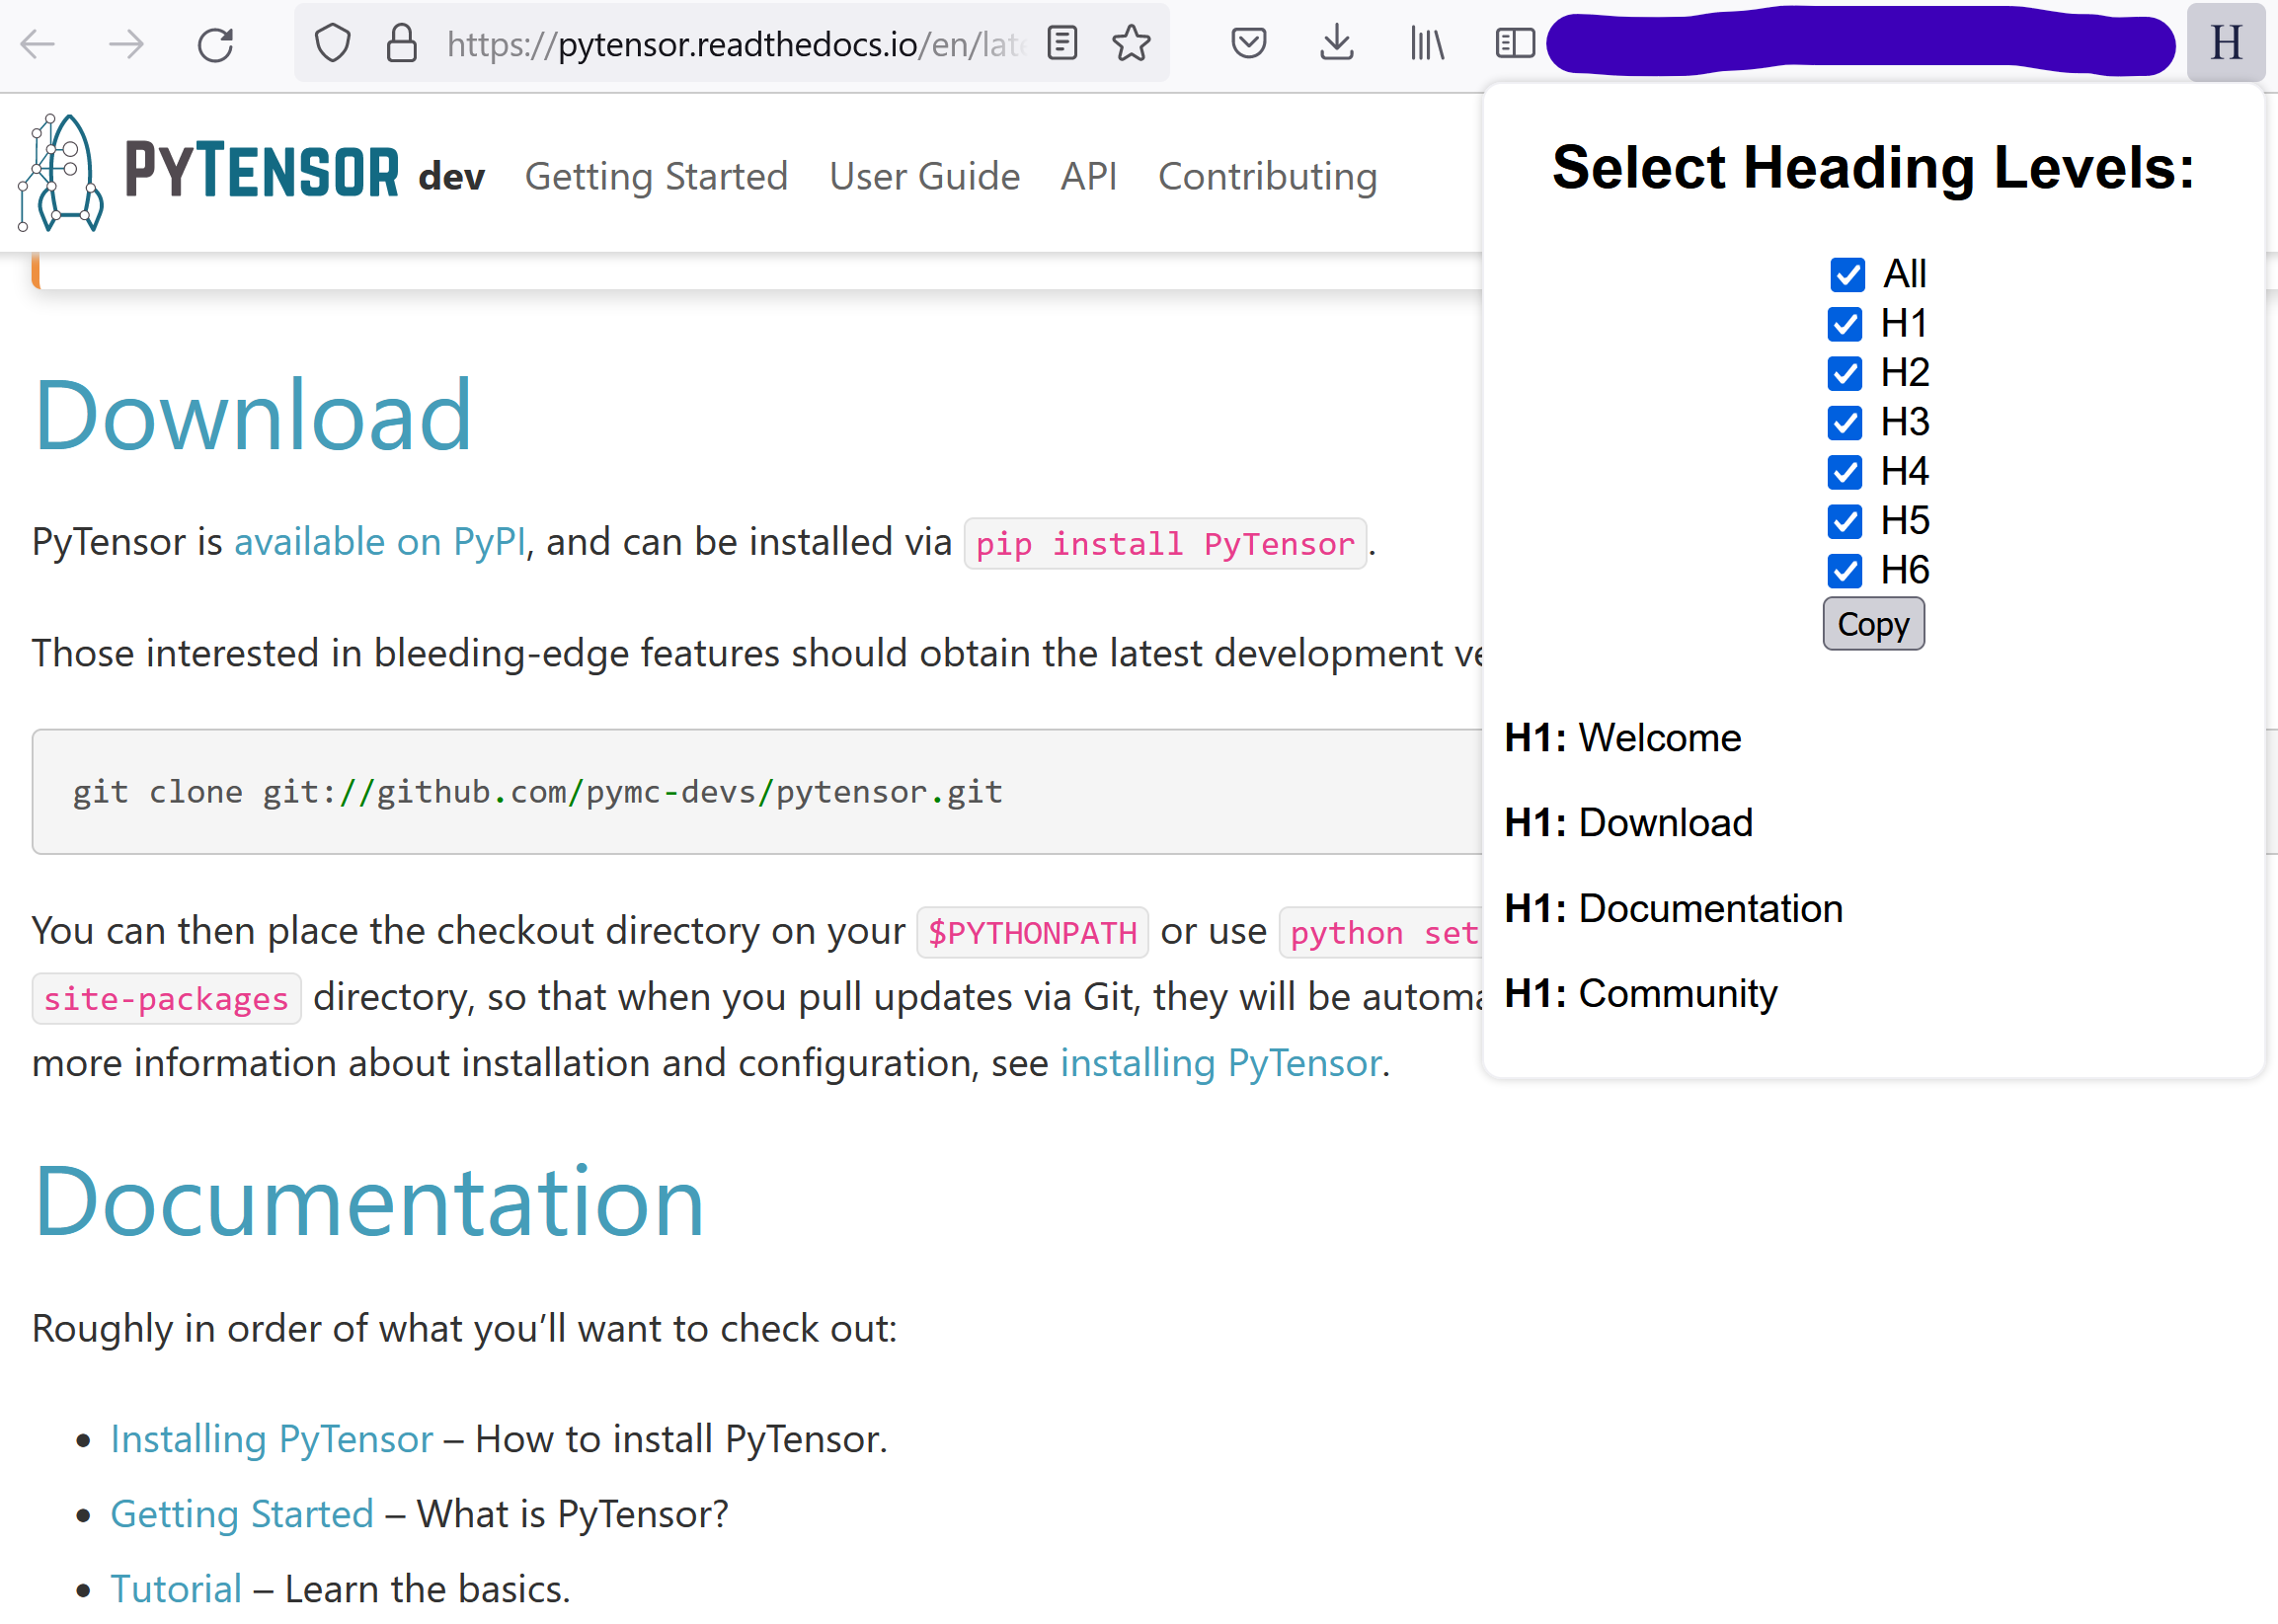 https://pytensor.readthedocs.io/en/late
H
PYTENSOR dev Getting Started User Guide API Contributing
Download
PyTensor is available on PyPI, and can be installed via pip install PyTensor.
Those interested in bleeding-edge features should obtain the latest development ve
git clone git://github.com/pymc-devs/pytensor.git
You can then place the checkout directory on your $PYTHONPATH or use python set
site-packages directory, so that when you pull updates via Git, they will be automa
more information about installation and configuration, see installing PyTensor.
Documentation
Roughly in order of what you’ll want to check out:
• Installing PyTensor – How to install PyTensor.
• Getting Started – What is PyTensor?
• Tutorial – Learn the basics.
Select Heading Levels:
All
H1
H2
H3
H4
H5
H6
Copy
H1: Welcome
H1: Download
H1: Documentation
H1: Community